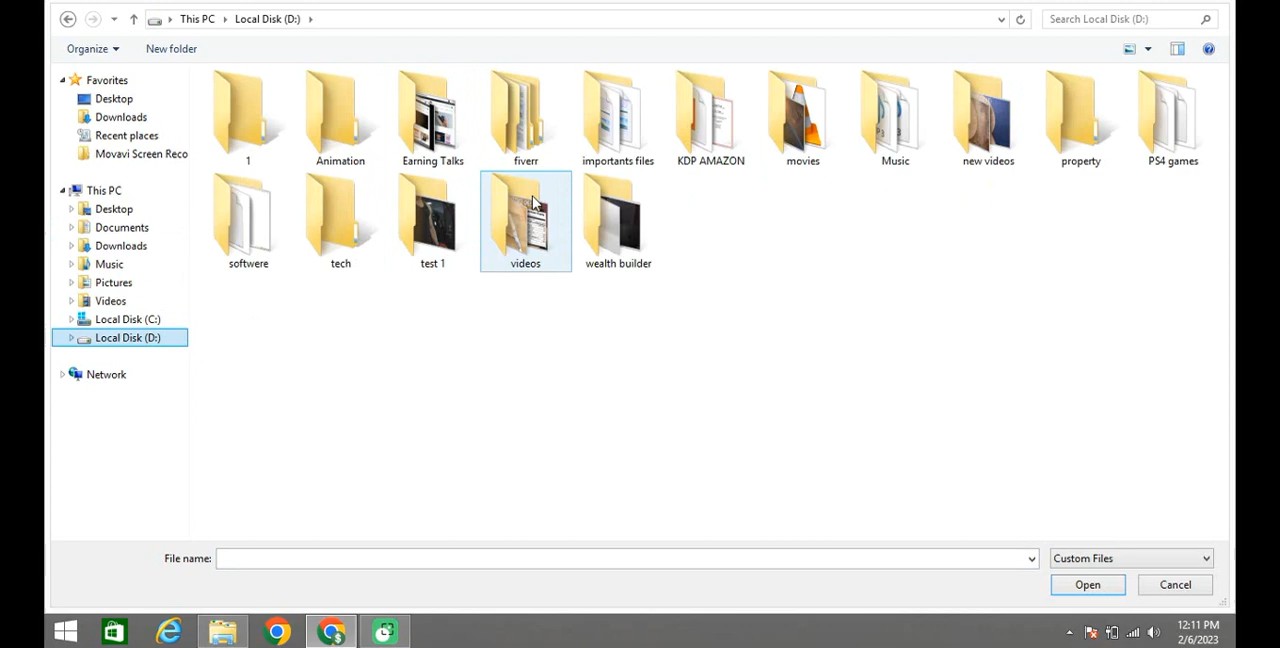 This PC
Local Disk (D:)
Search Local Disk (D:)
Organize
New folder
Favorites
Desktop
Downloads
Recent places
Movavi Screen Reco
This PC
Desktop
Documents
Downloads
Music
Pictures
Videos
Local Disk (C:)
Local Disk (D:)
Network
1
Animation
Earning Talks
fiverr
importants files
KDP AMAZON
movies
Music
new videos
property
PS4 games
softwere
tech
test 1
videos
wealth builder
File name:
Custom Files
Open
Cancel
12:11 PM
2/6/2023